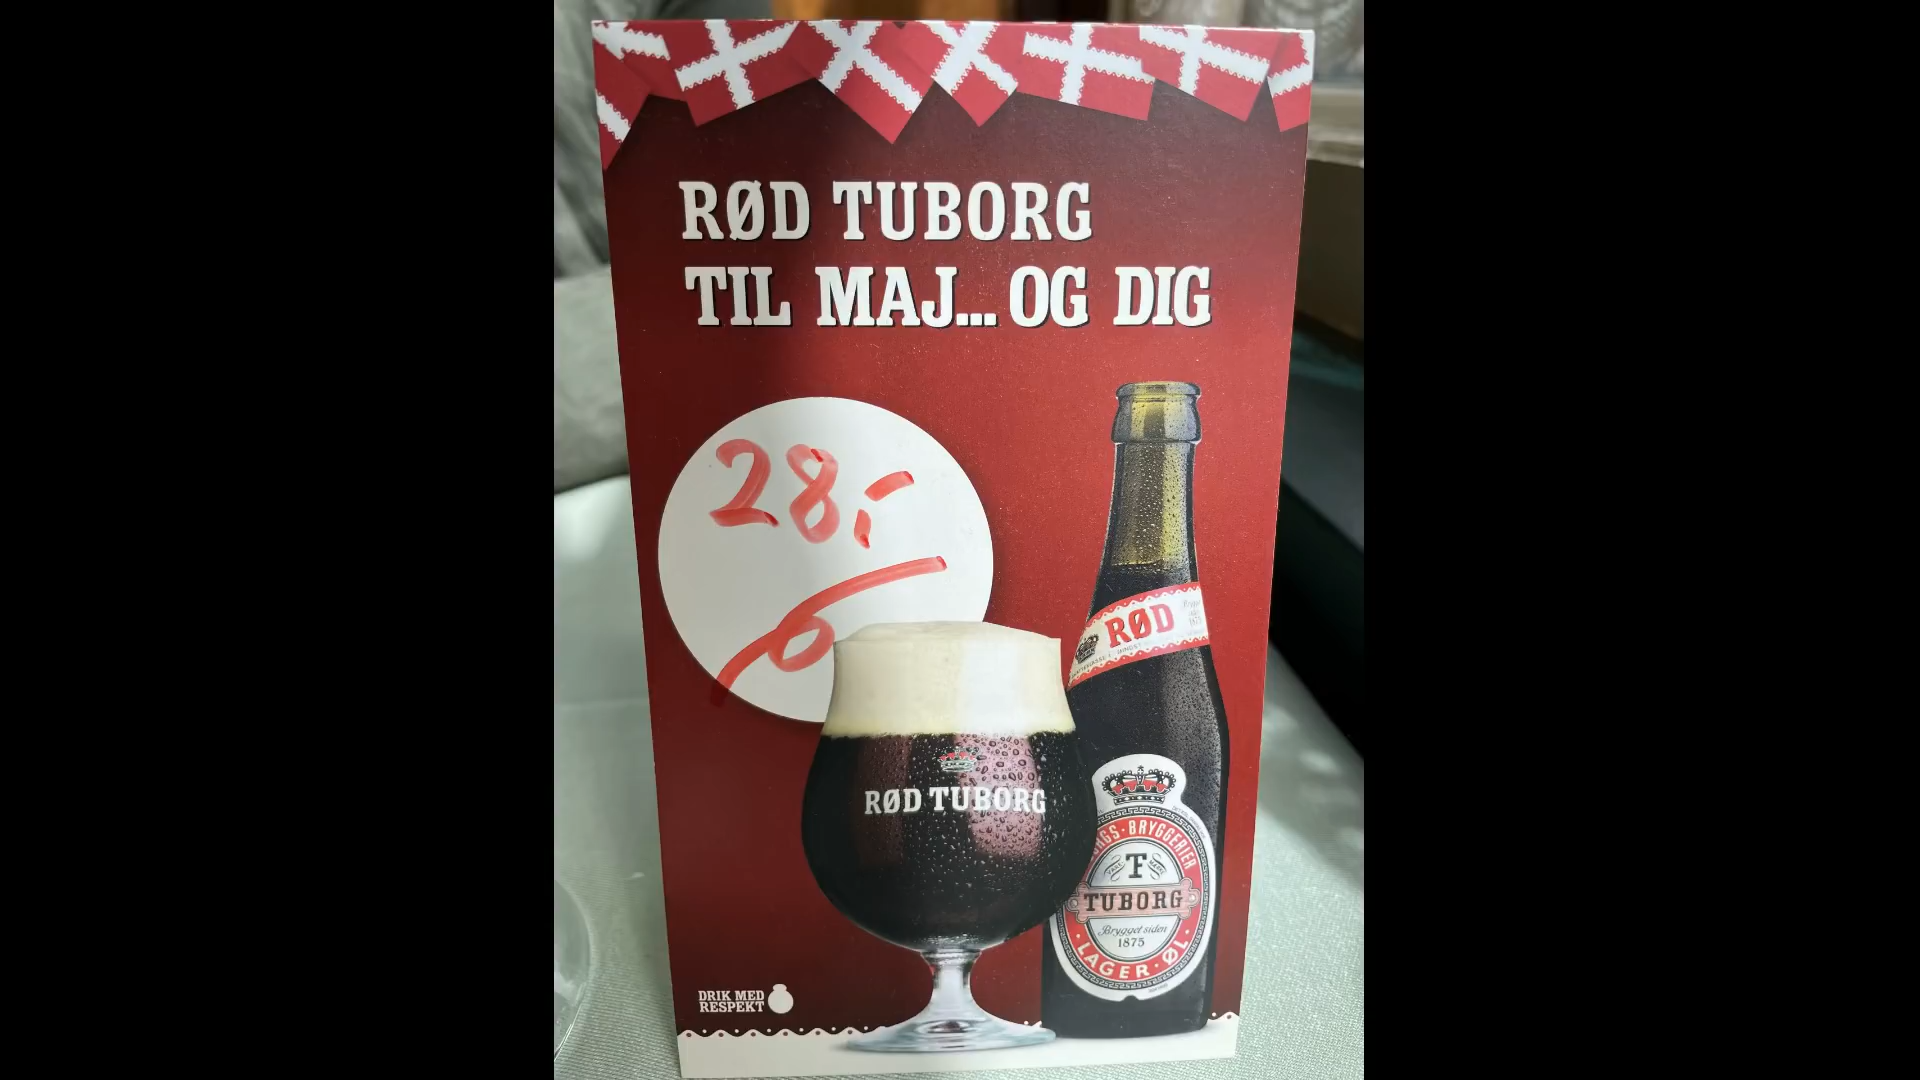 RØD TUBORG
TIL MAJ... OG DIG
28,-
RØD
RØD TUBORG
BRYGGERIER
TUBORG
Brygget siden
1875
LAGER·ØL
DRIK MED
RESPEKT